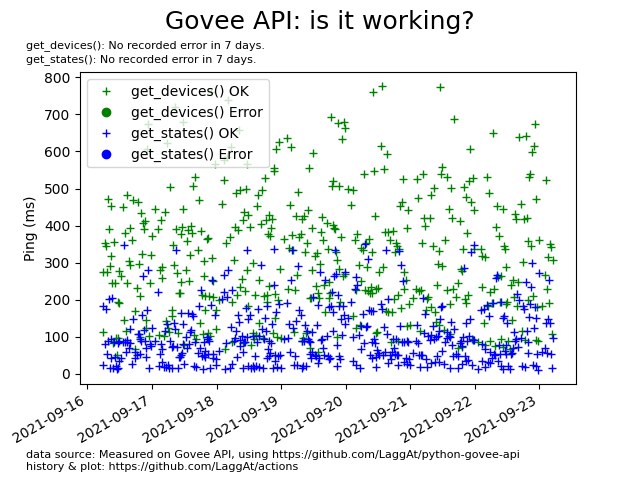 Govee API: is it working?
get_devices(): No recorded error in 7 days.
get_states(): No recorded error in 7 days.
get_devices() OK
get_devices() Error
get_states() OK
get_states() Error
Ping (ms)
800
700
600
500
400
300
200
100
0
2021-09-16
2021-09-17
2021-09-18
2021-09-19
2021-09-20
2021-09-21
2021-09-22
2021-09-23
data source: Measured on Govee API, using https://github.com/LaggAt/python-govee-api
history & plot: https://github.com/LaggAt/actions